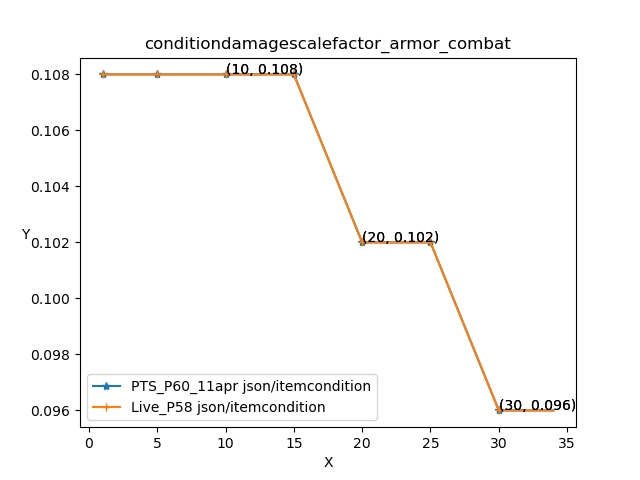 conditiondamagescalefactor_armor_combat
0.108
0.106
0.104
0.102
0.100
0.098
0.096
Y
(10, 0.108)
(20, 0.102)
(30, 0.096)
PTS_P60_11apr json/itemcondition
Live_P58 json/itemcondition
0 5 10 15 20 25 30 35
X